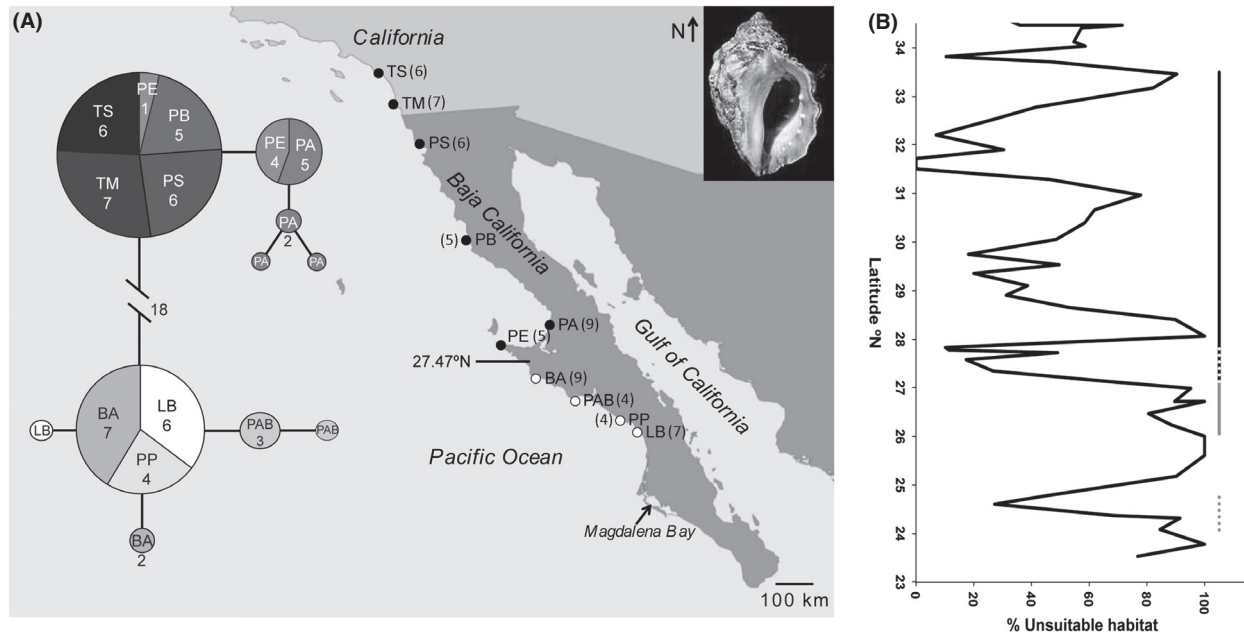 (A)
California
N
TS (6)
TM (7)
PS (6)
Baja California
(5) PB
PA (9)
PE (5)
27.47ºN
BA (9)
PAB (4)
(4) PP
LB (7)
Gulf of California
Pacific Ocean
Magdalena Bay
100 km
TS
6
PE
1
PB
5
TM
7
PS
6
PE
4
PA
5
PA
2
PA
PA
18
BA
7
LB
6
PP
4
LB
PAB
3
PAB
BA
2
(B)
Latitude ºN
34
33
32
31
30
29
28
27
26
25
24
23
0
20
40
60
80
100
% Unsuitable habitat